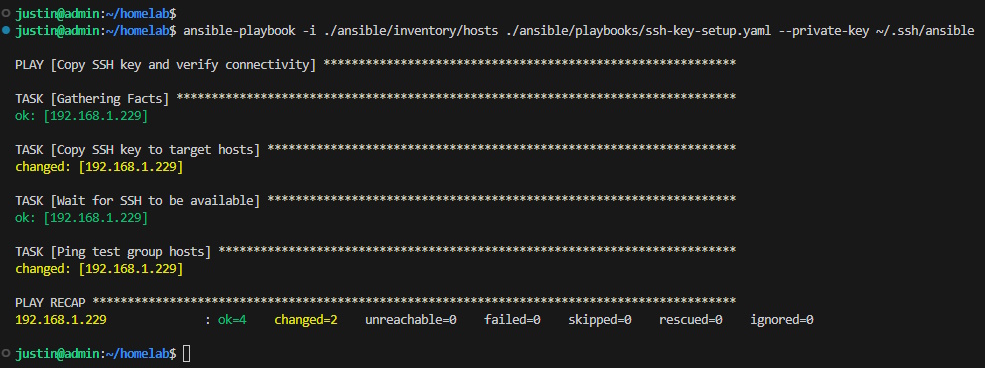 justin@admin:~/homelab$
justin@admin:~/homelab$ ansible-playbook -i ./ansible/inventory/hosts ./ansible/playbooks/ssh-key-setup.yaml --private-key ~/.ssh/ansible
PLAY [Copy SSH key and verify connectivity] ***********************************************************
TASK [Gathering Facts] ********************************************************************************
ok: [192.168.1.229]
TASK [Copy SSH key to target hosts] *******************************************************************
changed: [192.168.1.229]
TASK [Wait for SSH to be available] *******************************************************************
ok: [192.168.1.229]
TASK [Ping test group hosts] **************************************************************************
changed: [192.168.1.229]
PLAY RECAP ********************************************************************************************
192.168.1.229              : ok=4    changed=2    unreachable=0    failed=0    skipped=0    rescued=0    ignored=0
justin@admin:~/homelab$